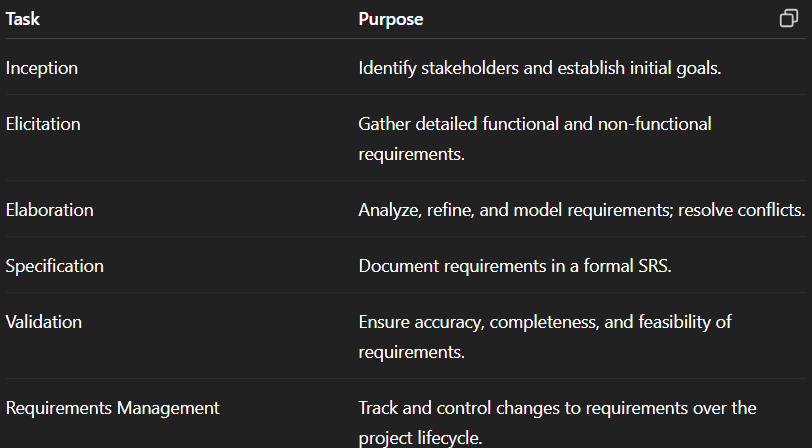 Task Purpose
Inception Identify stakeholders and establish initial goals.
Elicitation Gather detailed functional and non-functional
requirements.
Elaboration Analyze, refine, and model requirements; resolve conflicts.
Specification Document requirements in a formal SRS.
Validation Ensure accuracy, completeness, and feasibility of
requirements.
Requirements Management Track and control changes to requirements over the
project lifecycle.